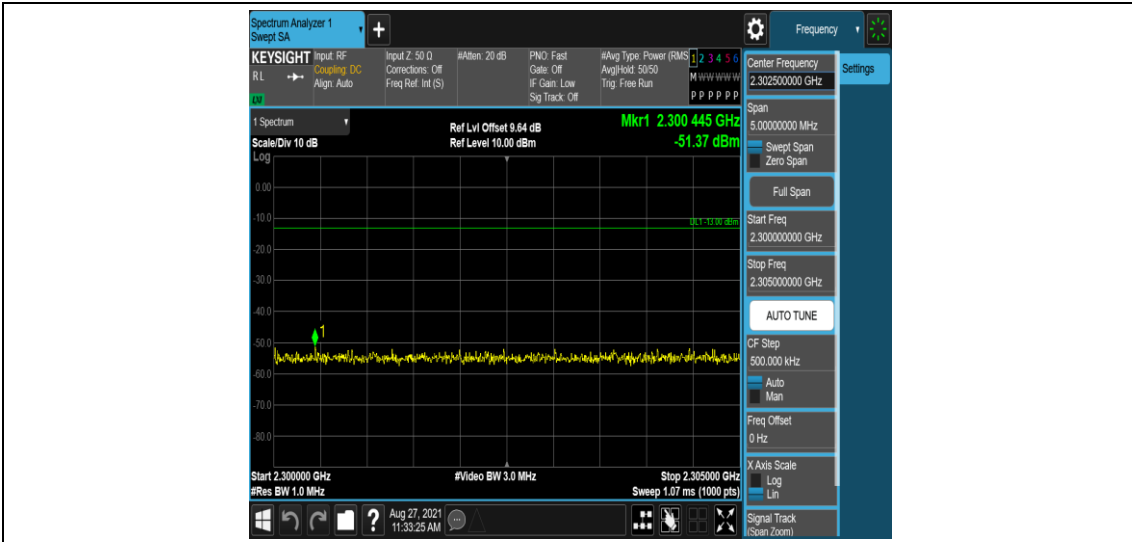 Spectrum Analyzer 1
Swept SA
+
Frequency
KEYSIGHT
RL
LXI
Input: RF
Coupling: DC
Align: Auto
Input Z: 50 Ω
Corrections: Off
Freq Ref: Int (S)
#Atten: 20 dB
PNO: Fast
Gate: Off
IF Gain: Low
Sig Track: Off
#Avg Type: Power (RMS
Avg|Hold: 50/50
Trig: Free Run
1 2 3 4 5 6
M W W W W W
P P P P P P
1 Spectrum
Scale/Div 10 dB
Log
Ref Lvl Offset 9.64 dB
Ref Level 10.00 dBm
Mkr1 2.300 445 GHz
-51.37 dBm
0.00
-10.0
DL1 -13.00 dBm
-20.0
-30.0
-40.0
1
-50.0
-60.0
-70.0
-80.0
Start 2.300000 GHz
#Res BW 1.0 MHz
#Video BW 3.0 MHz
Stop 2.305000 GHz
Sweep 1.07 ms (1000 pts)
?
Aug 27, 2021
11:33:25 AM
Center Frequency
2.302500000 GHz
Settings
Span
5.00000000 MHz
Swept Span
Zero Span
Full Span
Start Freq
2.300000000 GHz
Stop Freq
2.305000000 GHz
AUTO TUNE
CF Step
500.000 kHz
Auto
Man
Freq Offset
0 Hz
X Axis Scale
Log
Lin
Signal Track
(Span Zoom)